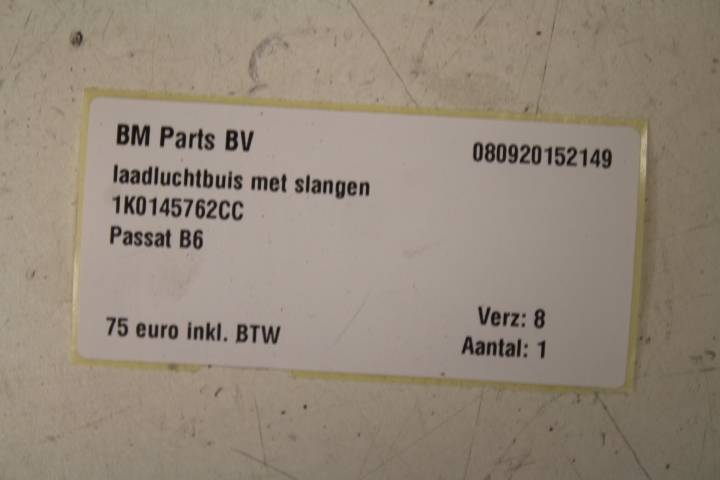 BM Parts BV
080920152149
laadluchtbuis met slangen
1K0145762CC
Passat B6
75 euro inkl. BTW
Verz: 8
Aantal: 1